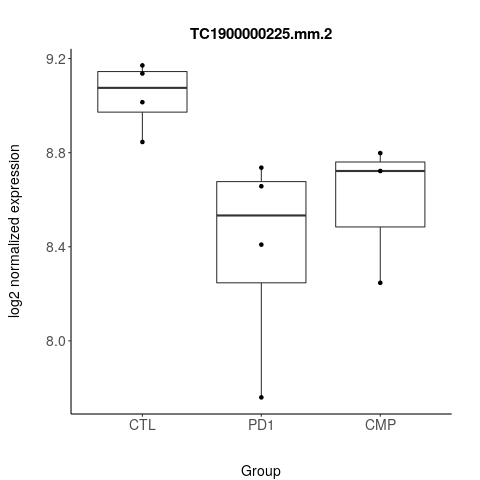 TC1900000225.mm.2
log2 normalized expression
9.2
8.8
8.4
8.0
CTL PD1 CMP
Group